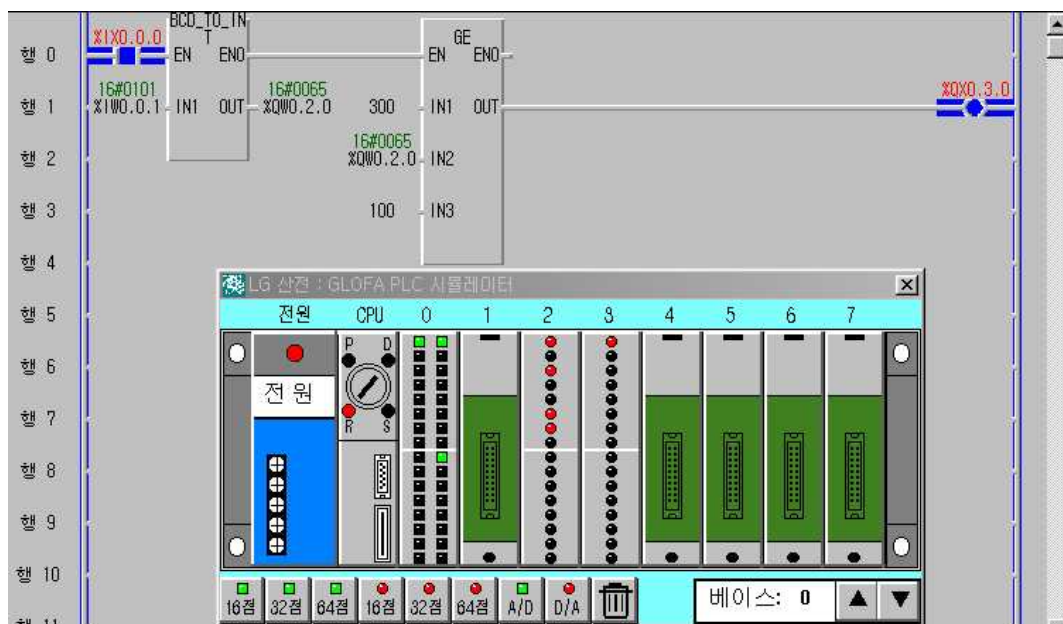 BCD_TO_IN
T
%IX0.0.0
GE
행 0
EN ENO
EN ENO
16#0101
16#0065
%QX0.3.0
행 1
%IW0.0.1
IN1 OUT
%QW0.2.0
300
IN1 OUT
16#0065
행 2
%QW0.2.0
IN2
행 3
100
IN3
행 4
LG 산전 : GLOFA PLC 시뮬레이터
행 5
전원 CPU 0 1 2 3 4 5 6 7
P D
행 6
전 원
행 7
R S
행 8
행 9
행 10
16점 32점 64점 16점 32점 64점 A/D D/A
베이스: 0
행 11